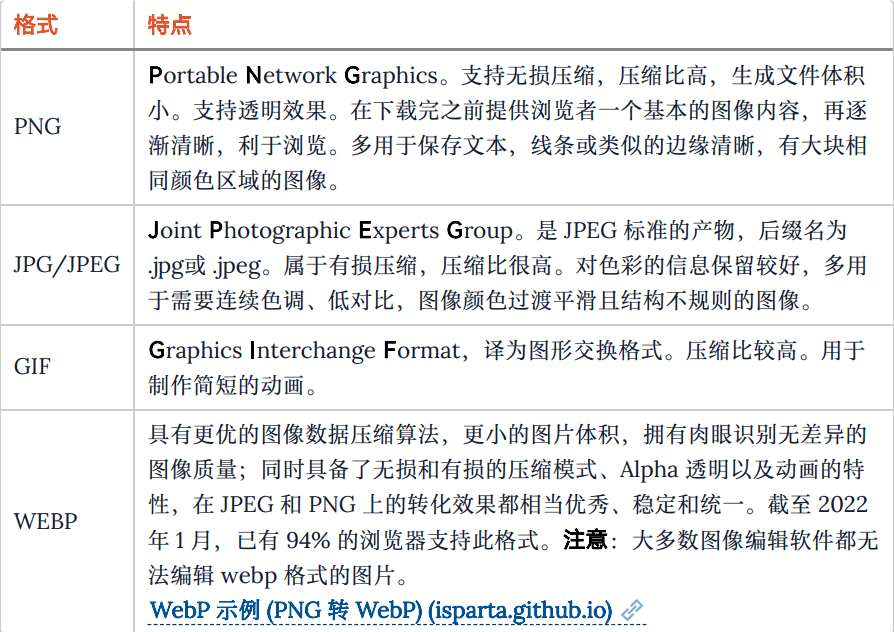 格式 特点
PNG
Portable Network Graphics。支持无损压缩，压缩比高，生成文件体积
小。支持透明效果。在下载完之前提供浏览者一个基本的图像内容，再逐
渐清晰，利于浏览。多用于保存文本，线条或类似的边缘清晰，有大块相
同颜色区域的图像。
JPG/JPEG
Joint Photographic Experts Group。是 JPEG 标准的产物，后缀名为
.jpg或 .jpeg。属于有损压缩，压缩比很高。对色彩的信息保留较好，多用
于需要连续色调、低对比，图像颜色过渡平滑且结构不规则的图像。
GIF
Graphics Interchange Format，译为图形交换格式。压缩比较高。用于
制作简短的动画。
WEBP
具有更优的图像数据压缩算法，更小的图片体积，拥有肉眼识别无差异的
图像质量；同时具备了无损和有损的压缩模式、Alpha 透明以及动画的特
性，在 JPEG 和 PNG 上的转化效果都相当优秀、稳定和统一。截至 2022
年 1 月，已有 94% 的浏览器支持此格式。注意：大多数图像编辑软件都无
法编辑 webp 格式的图片。
WebP 示例 (PNG 转 WebP) (isparta.github.io)